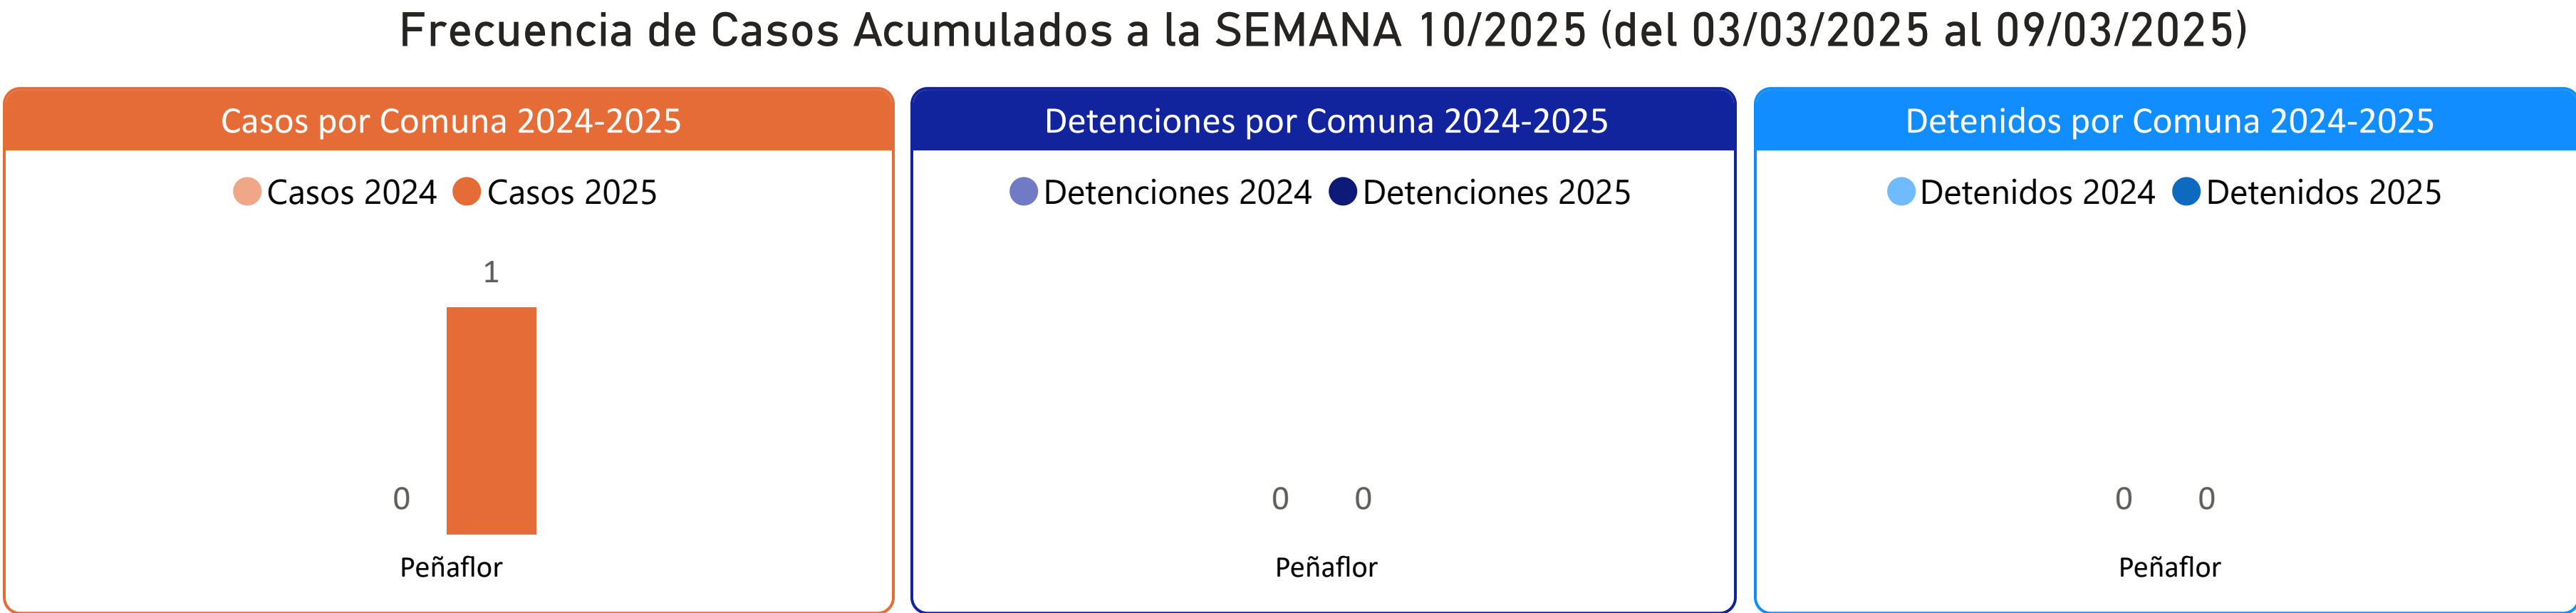 Frecuencia de Casos Acumulados a la SEMANA 10/2025 (del 03/03/2025 al 09/03/2025)
Casos por Comuna 2024-2025
Casos 2024 Casos 2025
1
0
Peñaflor
Detenciones por Comuna 2024-2025
Detenciones 2024 Detenciones 2025
0 0
Peñaflor
Detenidos por Comuna 2024-2025
Detenidos 2024 Detenidos 2025
0 0
Peñaflor